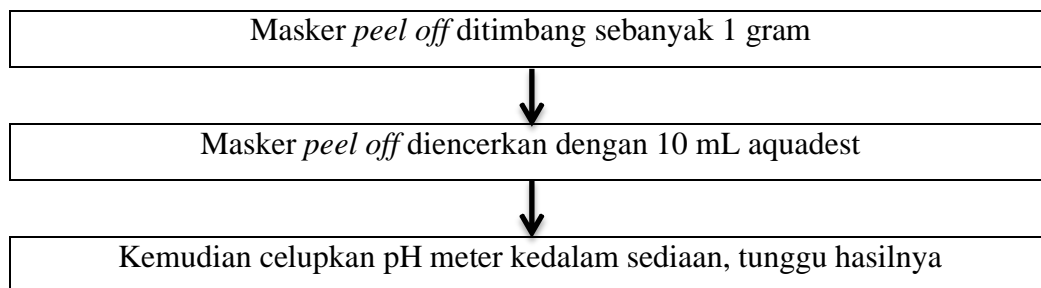 Masker peel off ditimbang sebanyak 1 gram
Masker peel off diencerkan dengan 10 mL aquadest
Kemudian celupkan pH meter kedalam sediaan, tunggu hasilnya